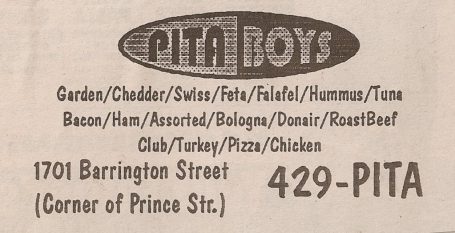 PITA BOYS
Garden/Chedder/Swiss/Feta/Falafel/Hummus/Tuna
Bacon/Ham/Assorted/Bologna/Donair/RoastBeef
Club/Turkey/Pizza/Chicken
1701 Barrington Street
(Corner of Prince Str.)
429-PITA